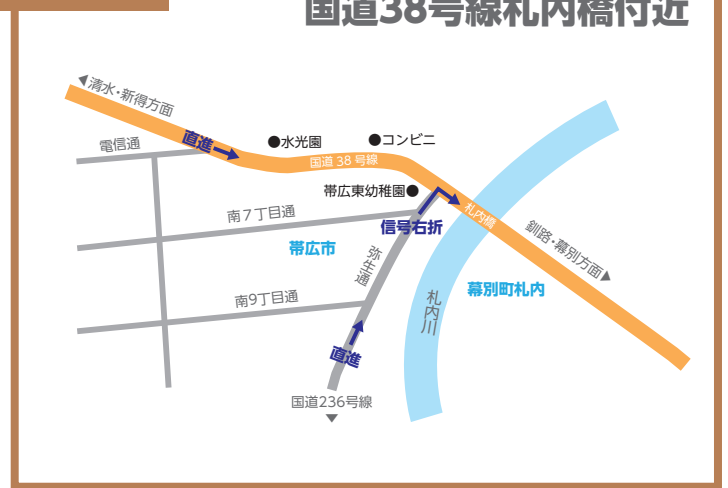 国道38号線札内橋付近
◀清水・新得方面
電信通
直進
●水光園
●コンビニ
国道 38 号線
帯広東幼稚園●
札内橋
南7丁目通
信号右折
釧路・幕別方面▶
帯広市
弥生通
幕別町札内
南9丁目通
札内川
直進
国道236号線
▼